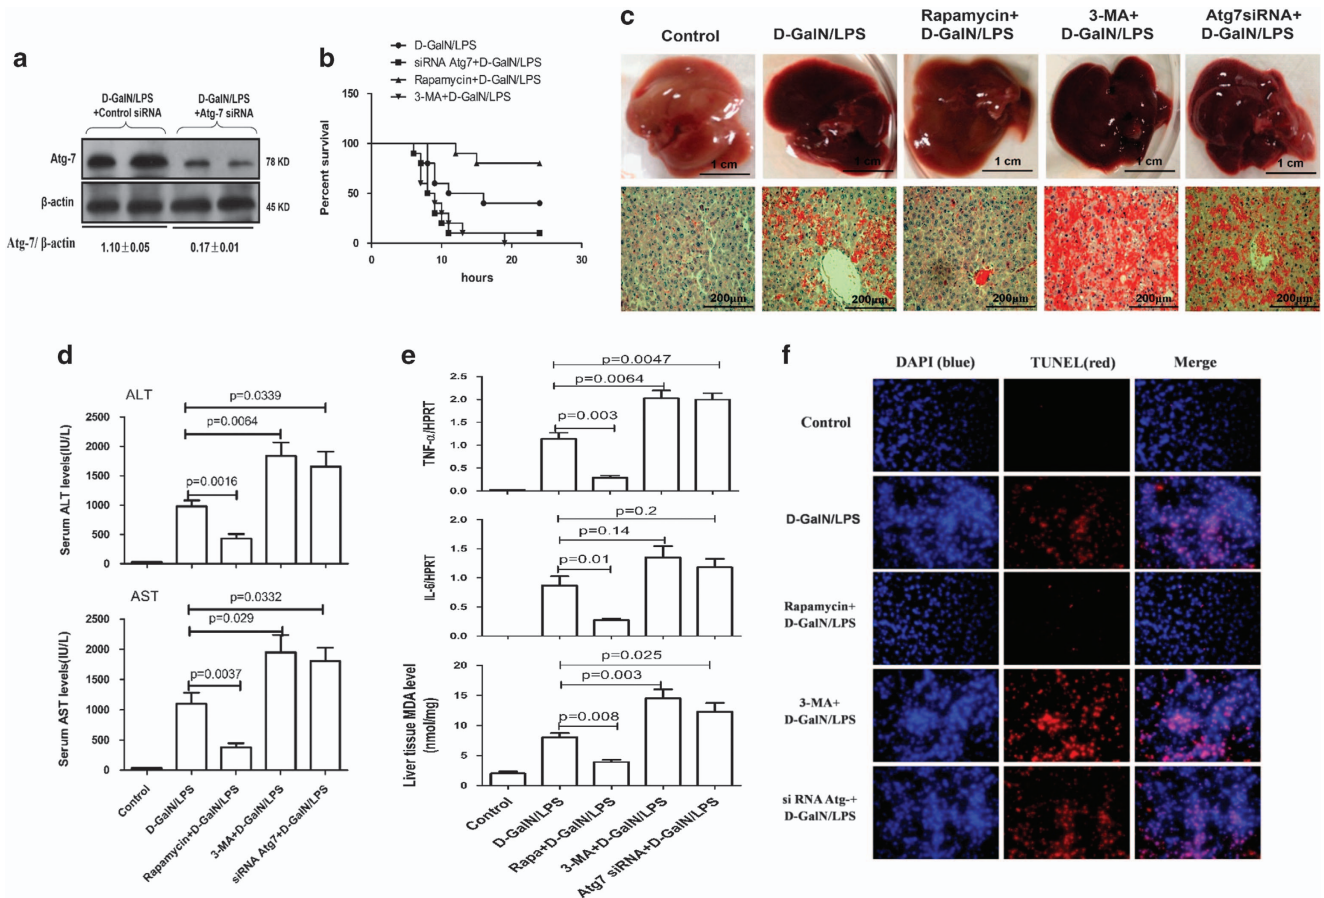 a
D-GalN/LPS
+Control siRNA
D-GalN/LPS
+Atg-7 siRNA
Atg-7
78 KD
β-actin
45 KD
Atg-7/ β-actin
1.10±0.05
0.17±0.01
b
D-GalN/LPS
siRNA Atg7+D-GalN/LPS
Rapamycin+D-GalN/LPS
3-MA+D-GalN/LPS
Percent survival
150
100
50
0
0
10
20
30
hours
c
Control
D-GalN/LPS
Rapamycin+
D-GalN/LPS
3-MA+
D-GalN/LPS
Atg7siRNA+
D-GalN/LPS
1 cm
1 cm
1 cm
1 cm
1 cm
200μm
200μm
200μm
200μm
200μm
d
ALT
p=0.0339
p=0.0064
p=0.0016
Serum ALT levels(IU/L)
2500
2000
1500
1000
500
0
AST
p=0.0332
p=0.029
p=0.0037
Serum AST levels(IU/L)
2500
2000
1500
1000
500
0
Control
D-GalN/LPS
Rapamycin+D-GalN/LPS
3-MA+D-GalN/LPS
siRNA Atg7+D-GalN/LPS
e
p=0.0047
p=0.0064
p=0.003
TNF-α/HPRT
2.5
2.0
1.5
1.0
0.5
0.0
p=0.2
p=0.14
p=0.01
IL-6/HPRT
2.0
1.5
1.0
0.5
0.0
p=0.025
p=0.003
p=0.008
Liver tissue MDA level
(nmol/mg)
20
15
10
5
0
Control
D-GalN/LPS
Rapa+D-GalN/LPS
3-MA+D-GalN/LPS
Atg7 siRNA+D-GalN/LPS
f
DAPI (blue)
TUNEL(red)
Merge
Control
D-GalN/LPS
Rapamycin+
D-GalN/LPS
3-MA+
D-GalN/LPS
si RNA Atg-+
D-GalN/LPS